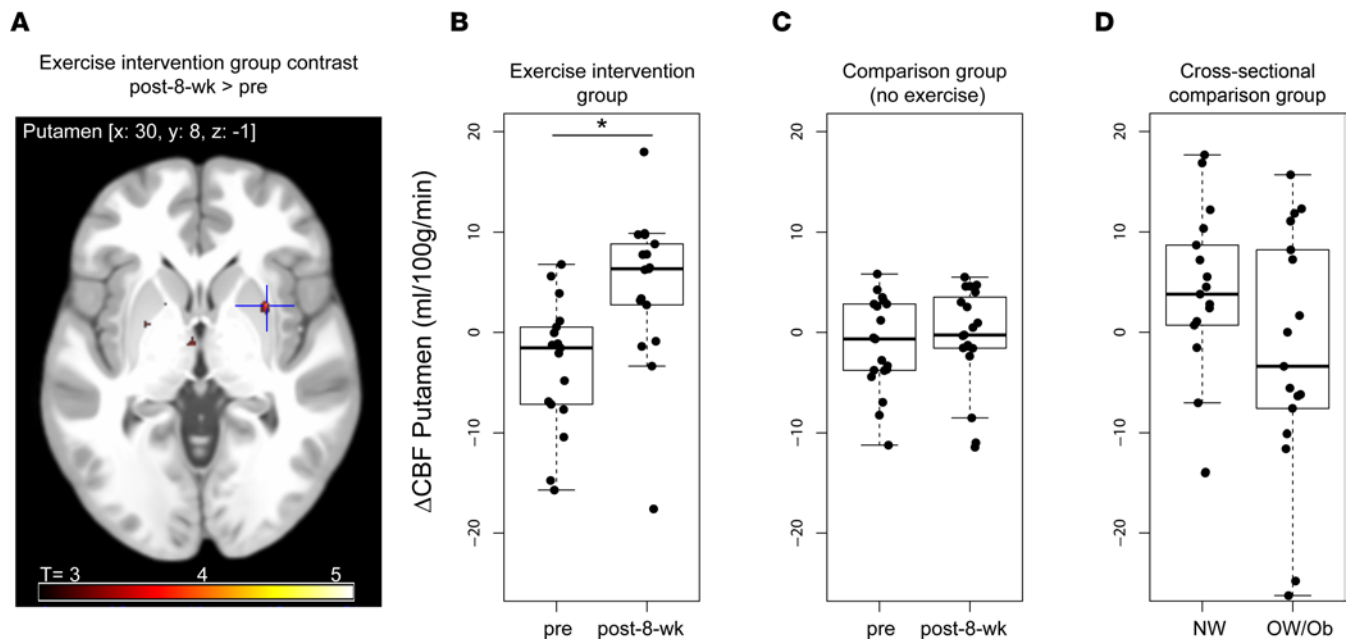 A
Exercise intervention group contrast
post-8-wk > pre
Putamen [x: 30, y: 8, z: -1]
T= 3 4 5
B
Exercise intervention
group
*
ΔCBF Putamen (ml/100g/min)
20
10
0
-10
-20
pre post-8-wk
C
Comparison group
(no exercise)
20
10
0
-10
-20
pre post-8-wk
D
Cross-sectional
comparison group
20
10
0
-10
-20
NW OW/Ob